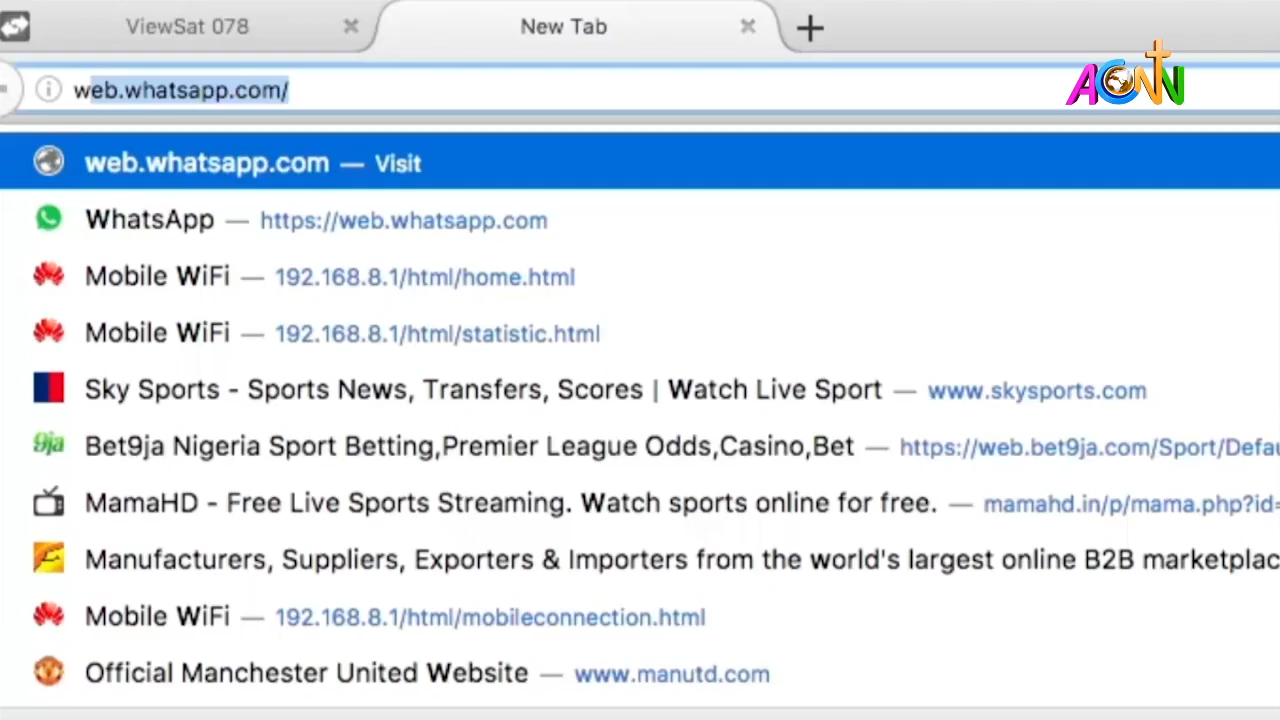 ViewSat 078
New Tab
web.whatsapp.com/
ACNN
web.whatsapp.com — Visit
WhatsApp — https://web.whatsapp.com
Mobile WiFi — 192.168.8.1/html/home.html
Mobile WiFi — 192.168.8.1/html/statistic.html
Sky Sports - Sports News, Transfers, Scores | Watch Live Sport — www.skysports.com
9ja Bet9ja Nigeria Sport Betting,Premier League Odds,Casino,Bet — https://web.bet9ja.com/Sport/Defau
MamaHD - Free Live Sports Streaming. Watch sports online for free. — mamahd.in/p/mama.php?id=
Manufacturers, Suppliers, Exporters & Importers from the world's largest online B2B marketplac
Mobile WiFi — 192.168.8.1/html/mobileconnection.html
Official Manchester United Website — www.manutd.com